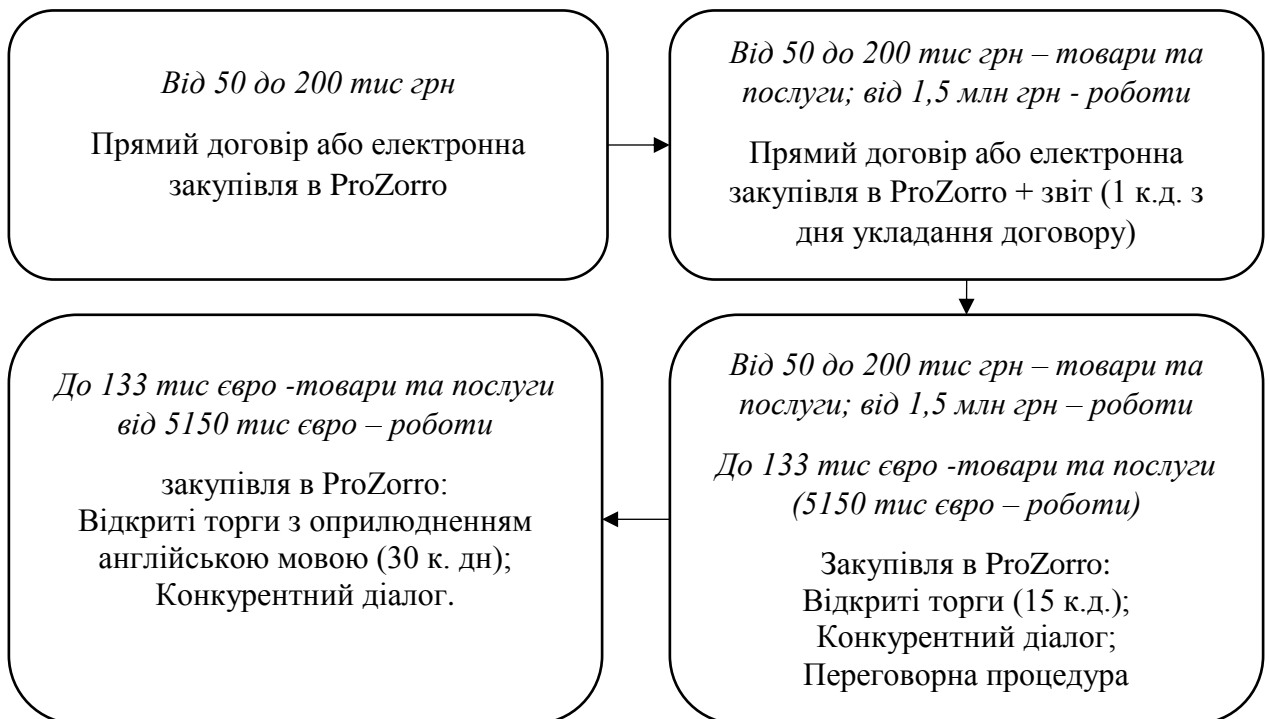 Від 50 до 200 тис грн
Прямий договір або електронна
закупівля в ProZorro
Від 50 до 200 тис грн – товари та
послуги; від 1,5 млн грн - роботи
Прямий договір або електронна
закупівля в ProZorro + звіт (1 к.д. з
дня укладання договору)
Від 50 до 200 тис грн – товари та
послуги; від 1,5 млн грн – роботи
До 133 тис євро -товари та послуги
(5150 тис євро – роботи)
Закупівля в ProZorro:
Відкриті торги (15 к.д.);
Конкурентний діалог;
Переговорна процедура
До 133 тис євро -товари та послуги
від 5150 тис євро – роботи
закупівля в ProZorro:
Відкриті торги з оприлюдненням
англійською мовою (30 к. дн);
Конкурентний діалог.